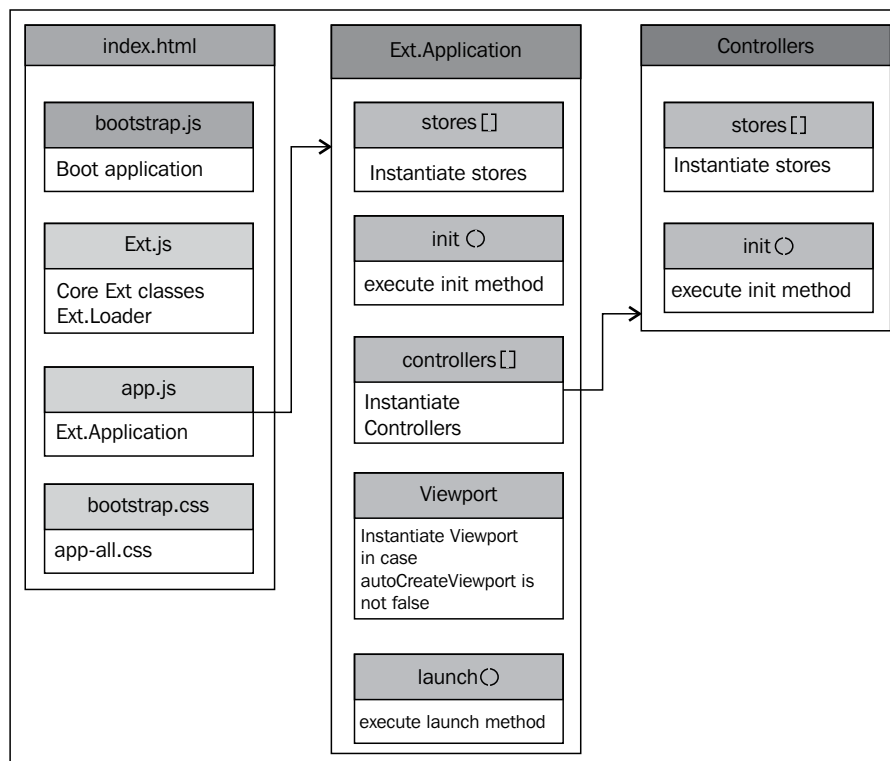 index.html
bootstrap.js
Boot application
Ext.js
Core Ext classes
Ext.Loader
app.js
Ext.Application
bootstrap.css
app-all.css
Ext.Application
stores[]
Instantiate stores
init()
execute init method
controllers[]
Instantiate
Controllers
Viewport
Instantiate Viewport
in case
autoCreateViewport is
not false
launch()
execute launch method
Controllers
stores[]
Instantiate stores
init()
execute init method